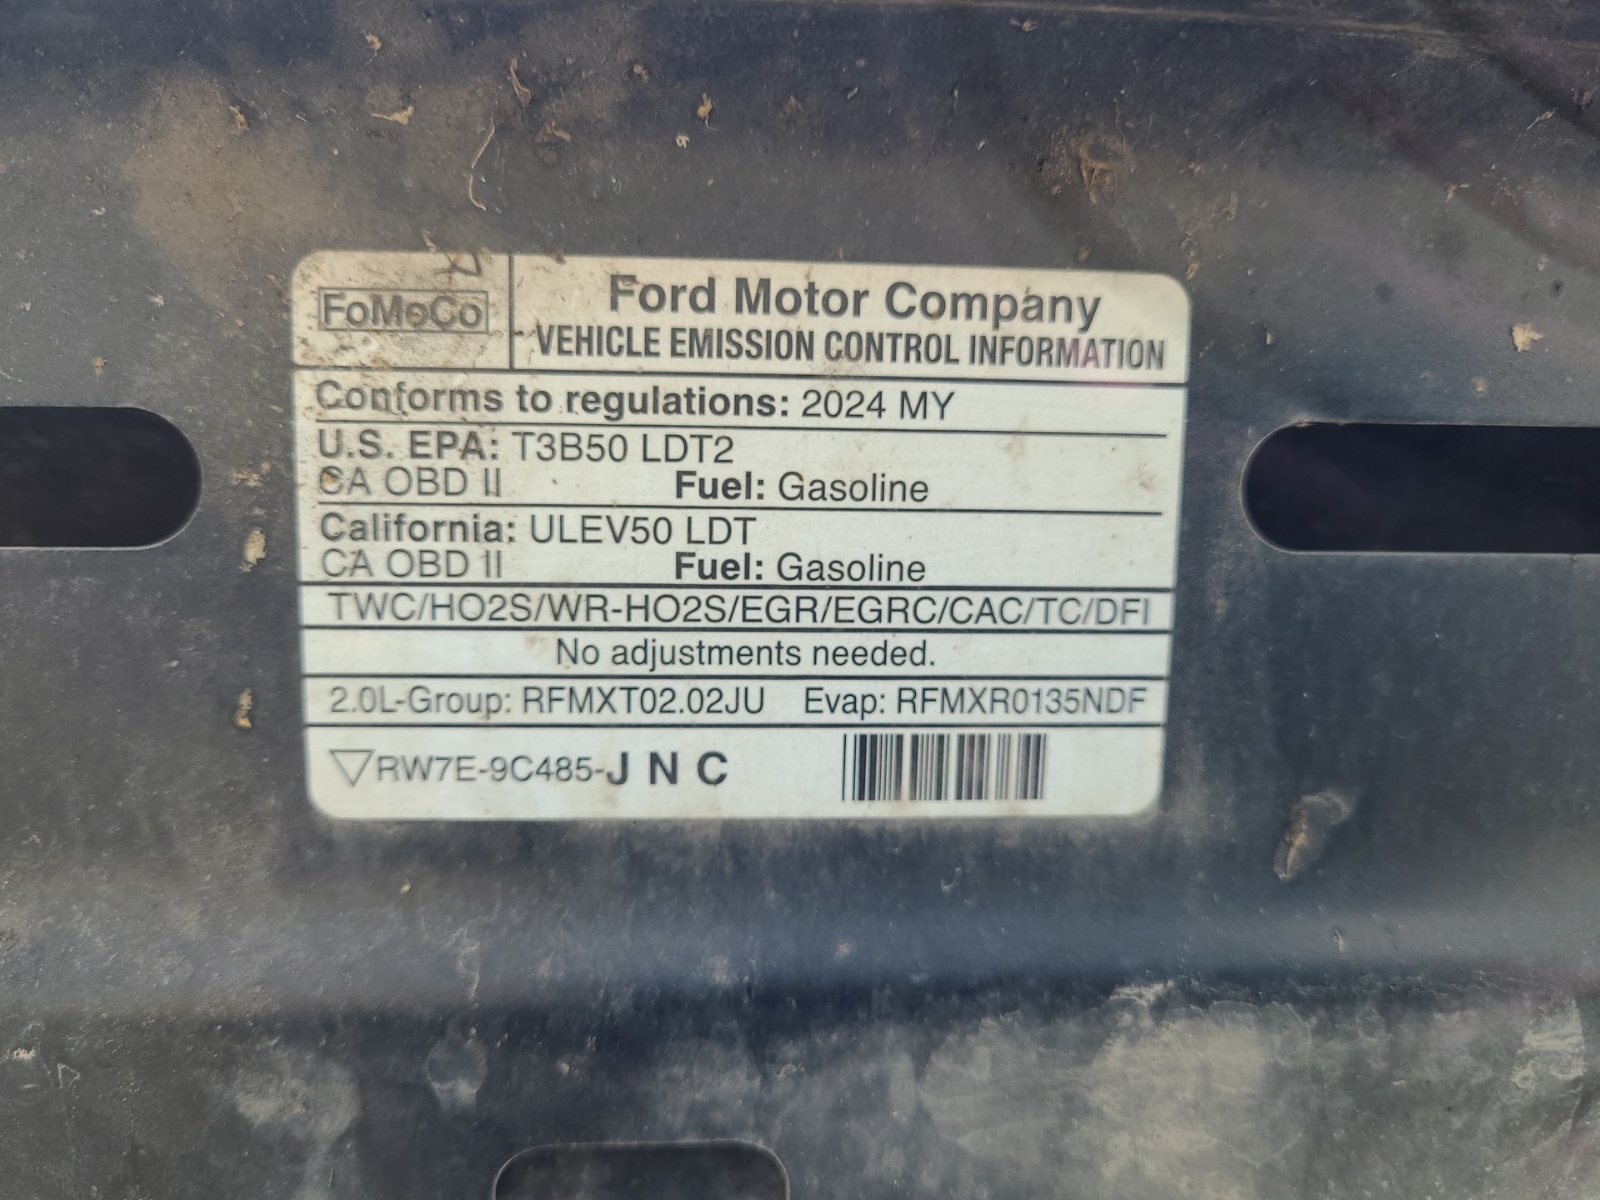 FoMoCo
Ford Motor Company
VEHICLE EMISSION CONTROL INFORMATION
Conforms to regulations: 2024 MY
U.S. EPA: T3B50 LDT2
CA OBD II Fuel: Gasoline
California: ULEV50 LDT
CA OBD II Fuel: Gasoline
TWC/HO2S/WR-HO2S/EGR/EGRC/CAC/TC/DFI
No adjustments needed.
2.0L-Group: RFMXT02.02JU Evap: RFMXR0135NDF
RW7E-9C485-J N C